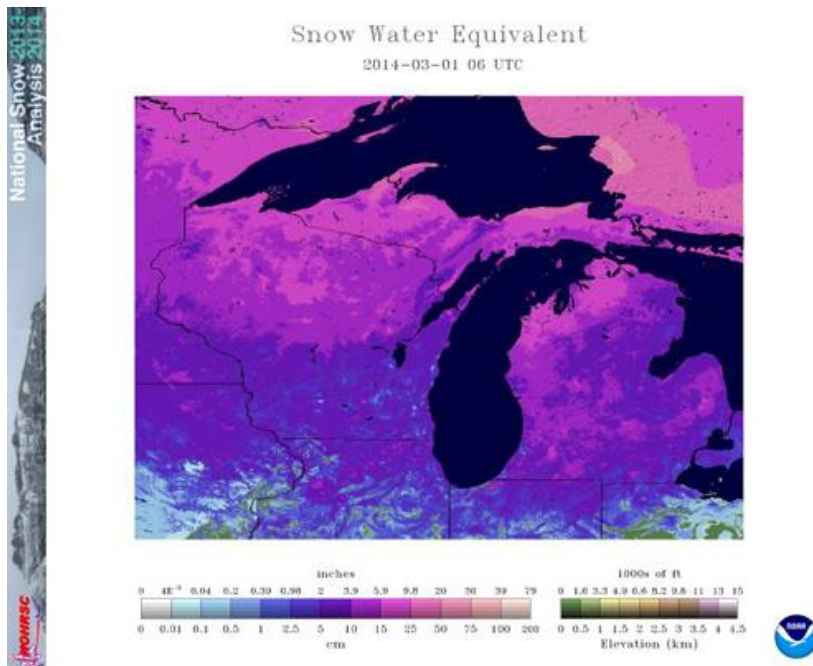 National Snow 2013-
Analysis 2014
Snow Water Equivalent
2014-03-01 06 UTC
inches
0 4E⁻³ 0.04 0.2 0.39 0.98 2 3.9 5.9 9.8 20 30 39 79
0 0.01 0.1 0.5 1 2.5 5 10 15 25 50 75 100 200
cm
1000s of ft
0 1.6 3.3 4.9 6.6 8.2 9.8 11 13 15
0 0.5 1 1.5 2 2.5 3 3.5 4 4.5
Elevation (km)
NOHRSC
NOAA